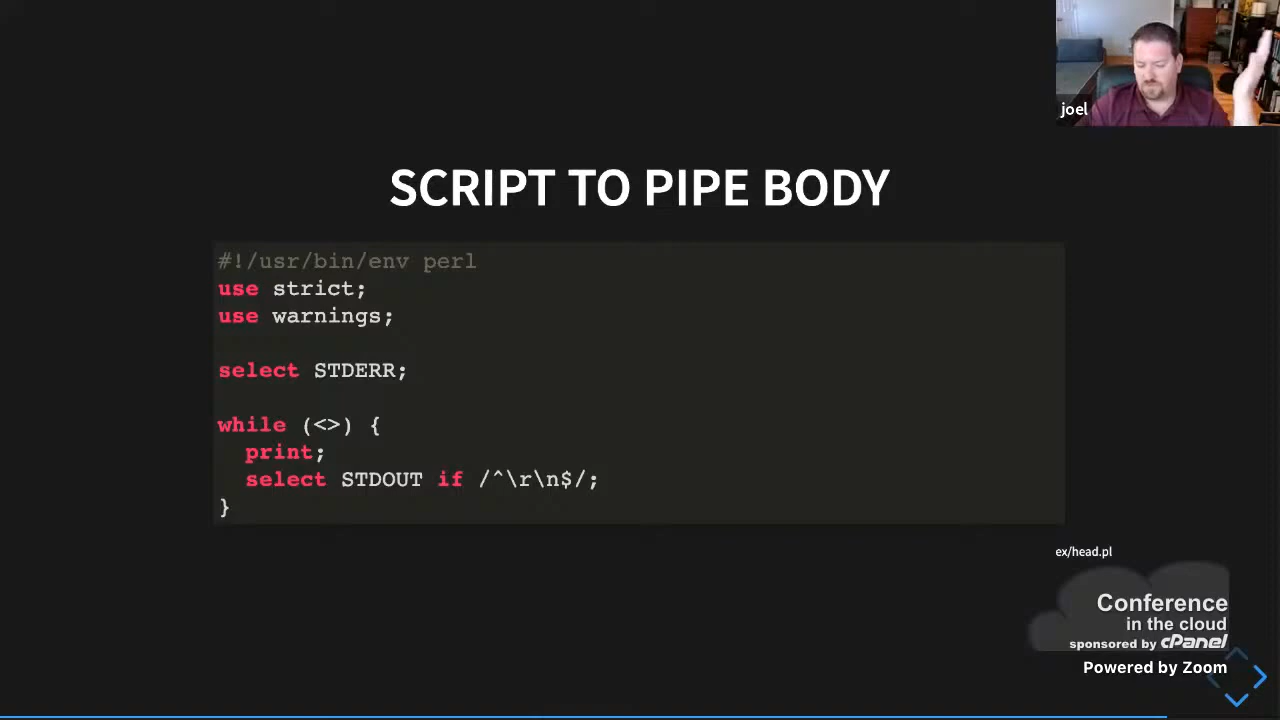 joel
SCRIPT TO PIPE BODY
#!/usr/bin/env perl
use strict;
use warnings;
select STDERR;
while (<>) {
  print;
  select STDOUT if /^\r\n$/;
}
ex/head.pl
Conference
in the cloud
sponsored by cPanel
Powered by Zoom